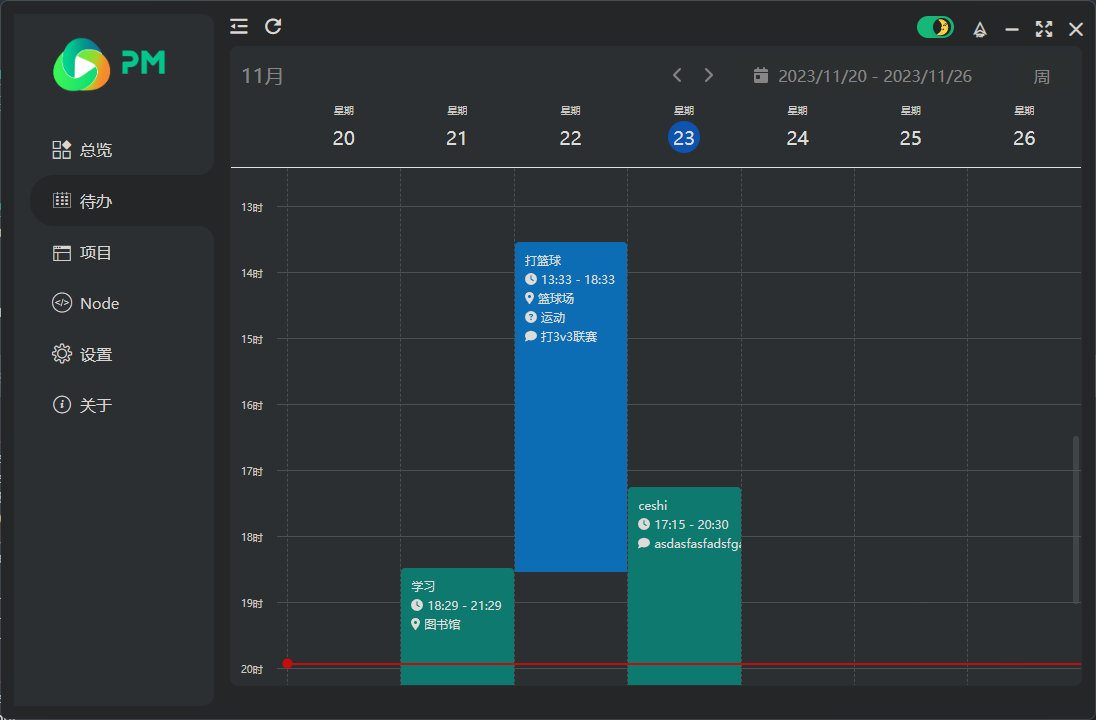 PM
总览
待办
项目
Node
设置
关于
11月
2023/11/20 - 2023/11/26
周
星期 星期 星期 星期 星期 星期 星期
20 21 22 23 24 25 26
13时
14时
15时
16时
17时
18时
19时
20时
学习
18:29 - 21:29
图书馆
打篮球
13:33 - 18:33
篮球场
运动
打3v3联赛
ceshi
17:15 - 20:30
asdasfasfadsfga